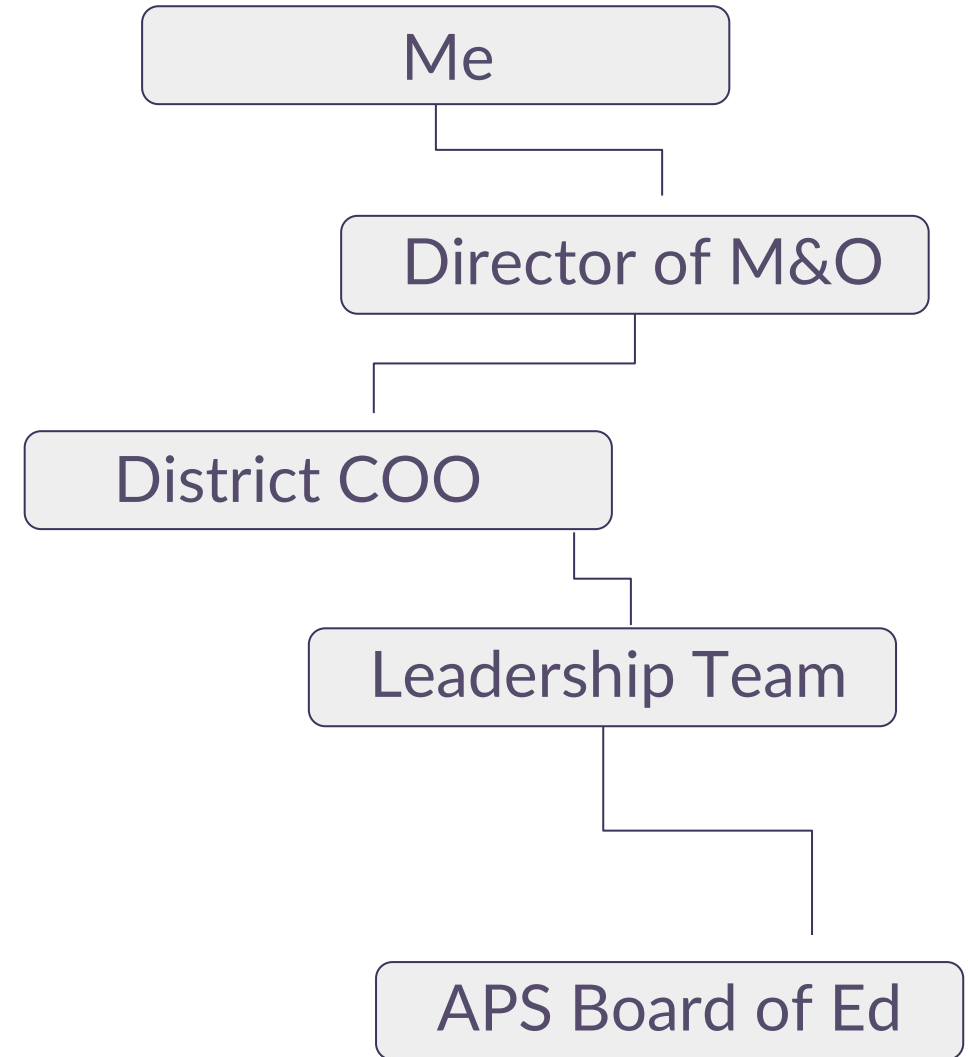 Me
Director of M&O
District COO
Leadership Team
APS Board of Ed